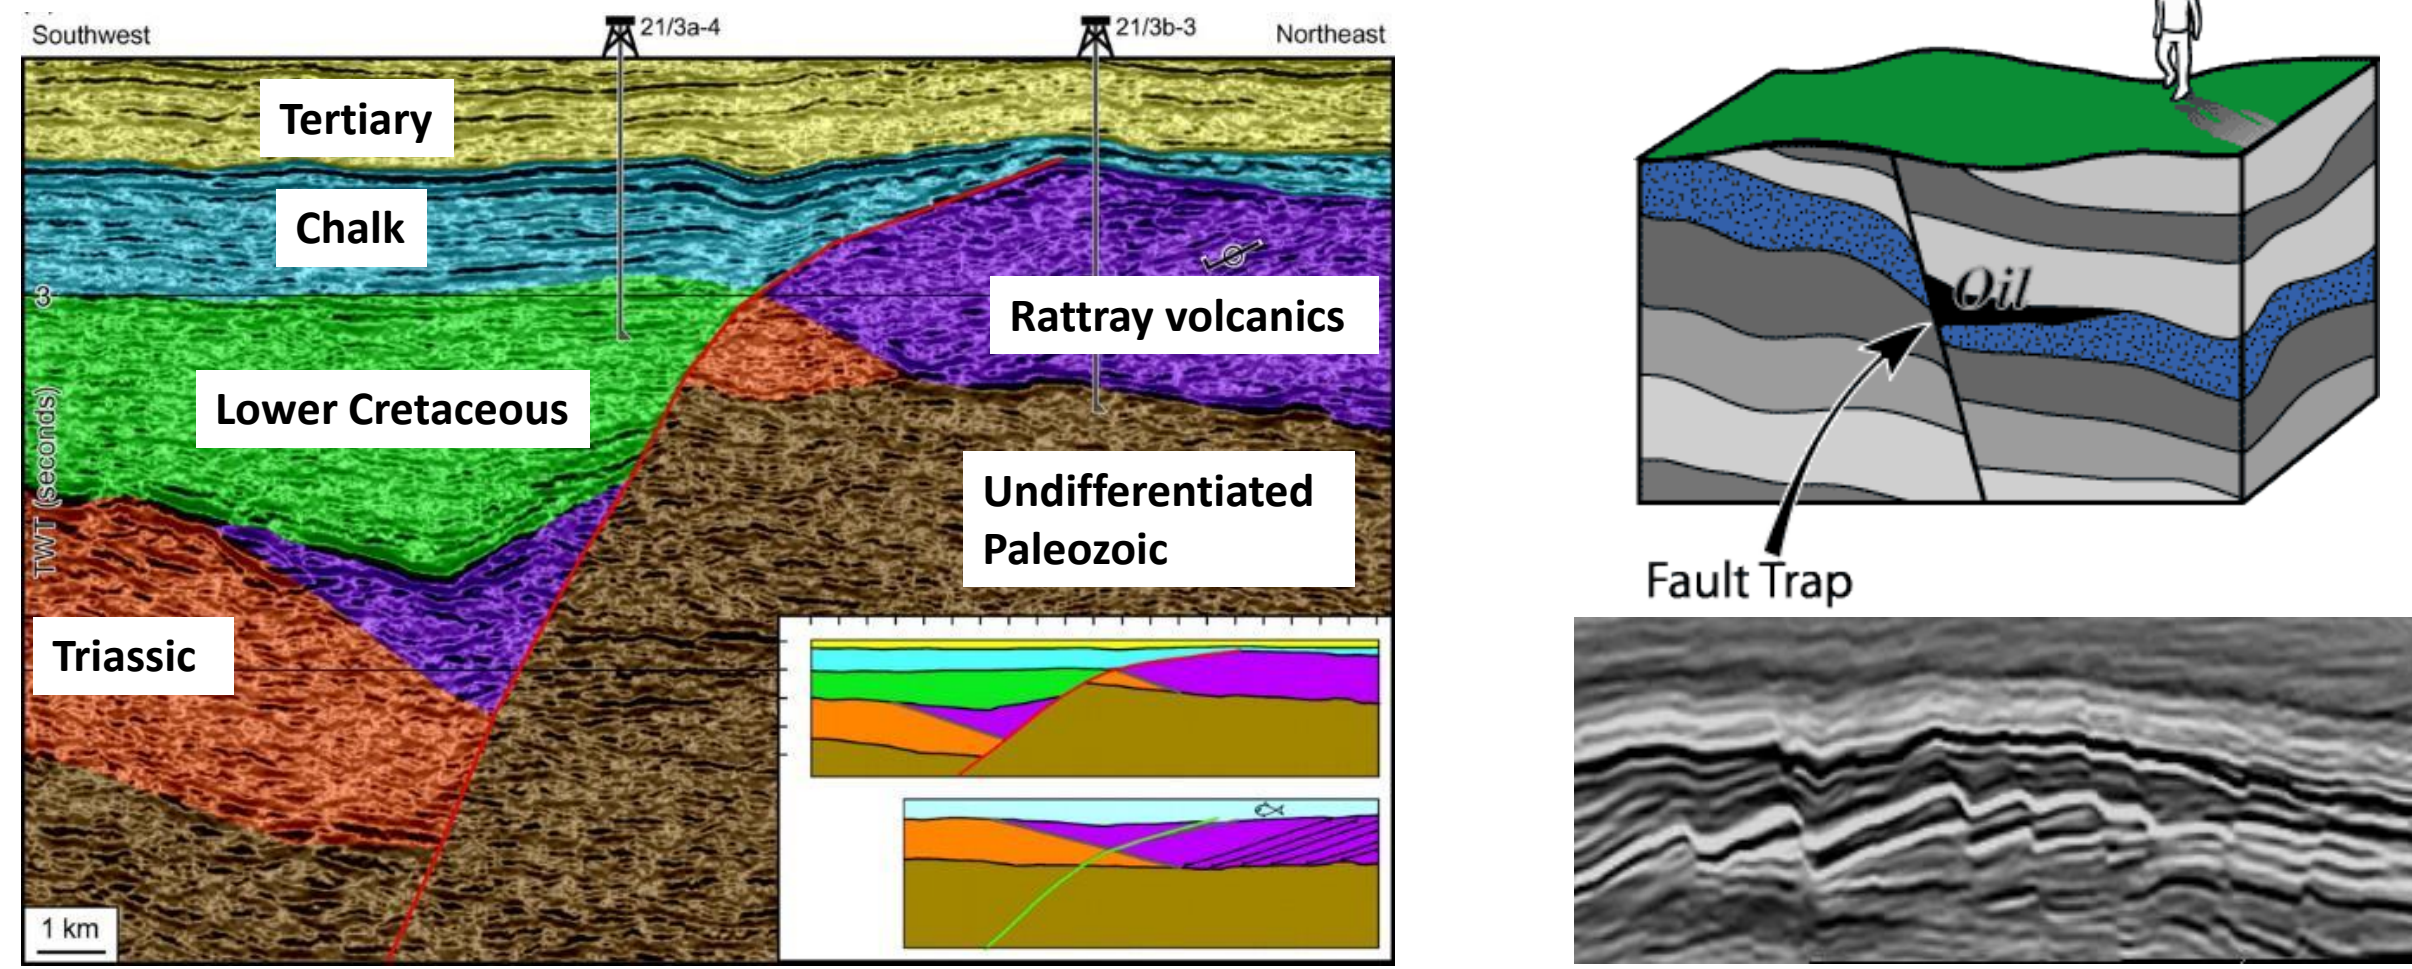 Southwest
21/3a-4
21/3b-3
Northeast
Tertiary
Chalk
3
Rattray volcanics
Lower Cretaceous
TWT (seconds)
Undifferentiated
Paleozoic
Triassic
1 km
Oil
Fault Trap